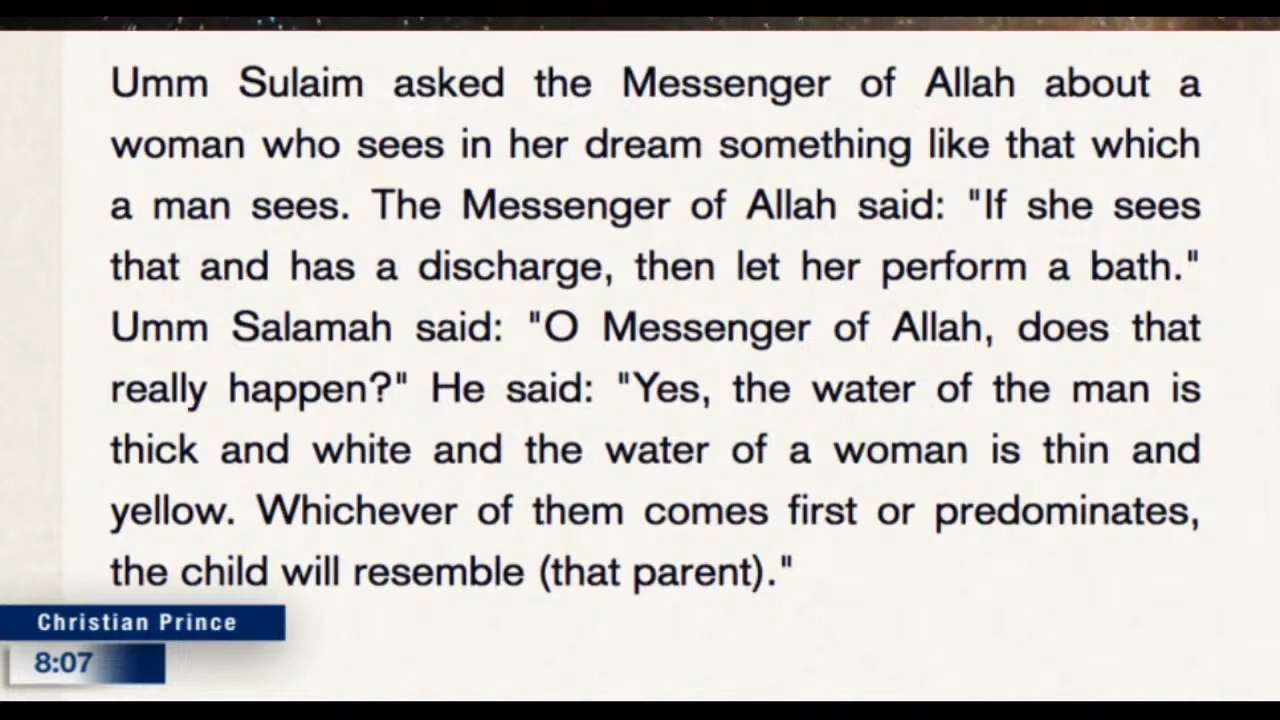 Umm Sulaim asked the Messenger of Allah about a
woman who sees in her dream something like that which
a man sees. The Messenger of Allah said: "If she sees
that and has a discharge, then let her perform a bath."
Umm Salamah said: "O Messenger of Allah, does that
really happen?" He said: "Yes, the water of the man is
thick and white and the water of a woman is thin and
yellow. Whichever of them comes first or predominates,
the child will resemble (that parent)."
Christian Prince
8:07